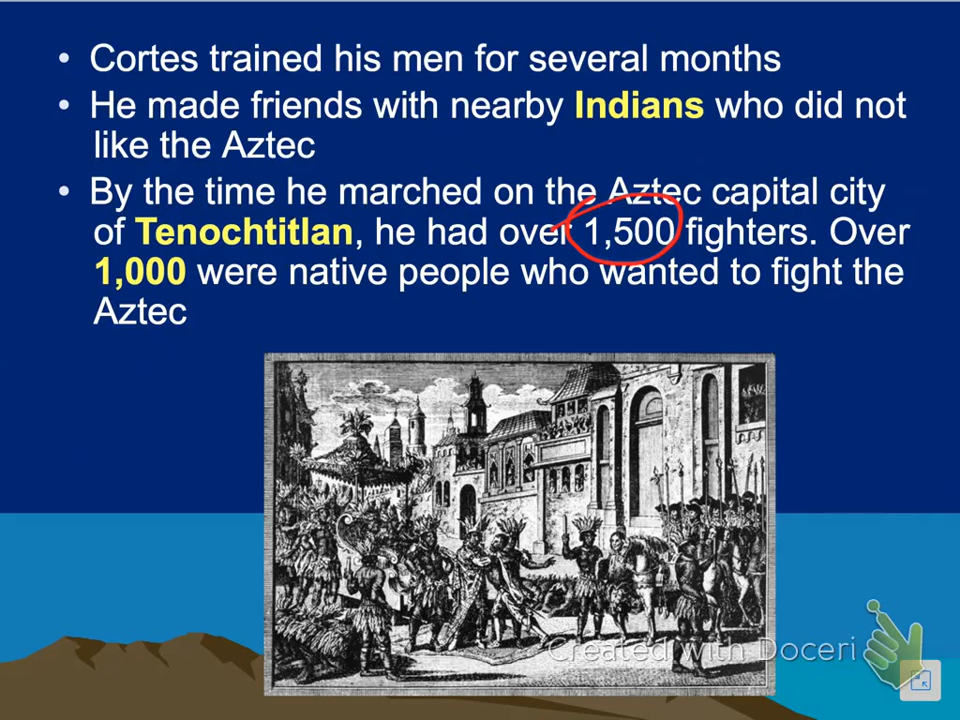 • Cortes trained his men for several months
• He made friends with nearby Indians who did not
like the Aztec
• By the time he marched on the Aztec capital city
of Tenochtitlan, he had over 1,500 fighters. Over
1,000 were native people who wanted to fight the
Aztec
Created with Doceri